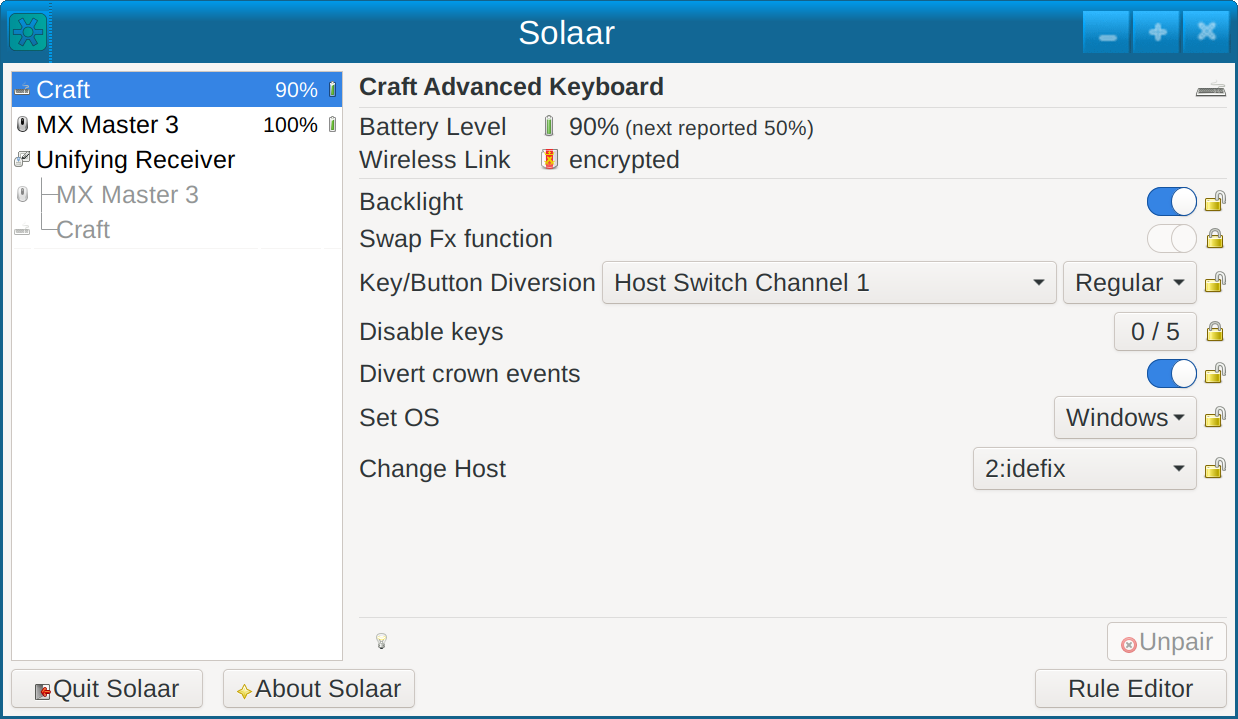 Solaar
Craft 90%
MX Master 3 100%
Unifying Receiver
MX Master 3
Craft
Craft Advanced Keyboard
Battery Level 90% (next reported 50%)
Wireless Link encrypted
Backlight
Swap Fx function
Key/Button Diversion Host Switch Channel 1 Regular
Disable keys 0 / 5
Divert crown events
Set OS Windows
Change Host 2:idefix
Unpair
Quit Solaar About Solaar Rule Editor